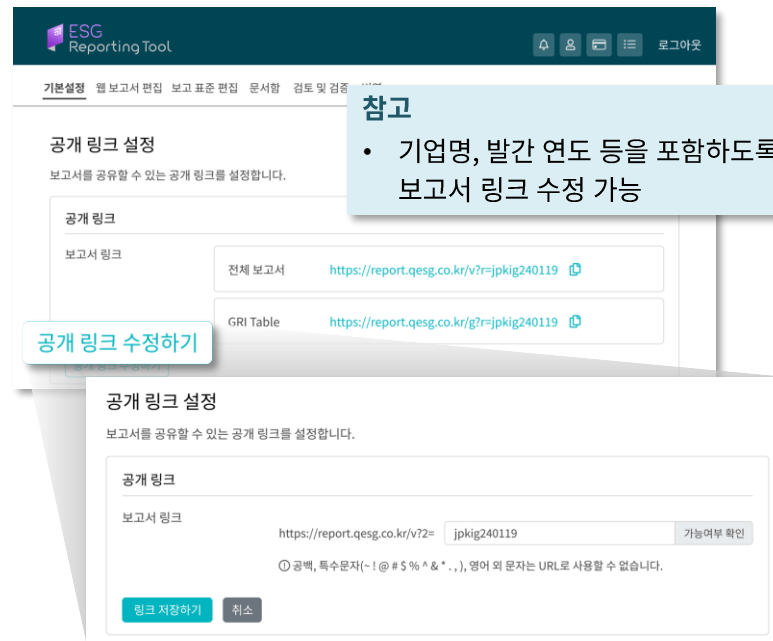 ESG
Reporting Tool
로그아웃
기본설정 웹 보고서 편집 보고 표준 편집 문서함 검토 및 검증
참고
• 기업명, 발간 연도 등을 포함하도록
보고서 링크 수정 가능
공개 링크 설정
보고서를 공유할 수 있는 공개 링크를 설정합니다.
공개 링크
보고서 링크
전체 보고서 https://report.qesg.co.kr/v?r=jpkig240119
GRI Table https://report.qesg.co.kr/g?r=jpkig240119
공개 링크 수정하기
공개 링크 수정하기
공개 링크 설정
보고서를 공유할 수 있는 공개 링크를 설정합니다.
공개 링크
보고서 링크
https://report.qesg.co.kr/v?2= jpkig240119 가능여부 확인
공백, 특수문자(~ ! @ # $ % ^ & * . , ), 영어 외 문자는 URL로 사용할 수 없습니다.
링크 저장하기 취소